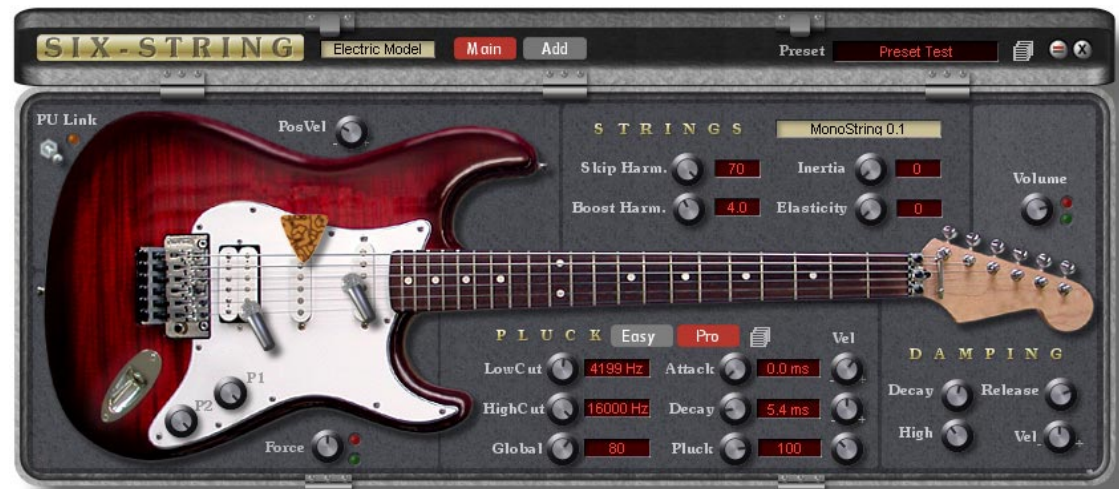 SIX-STRING Electric Model Main Add Preset Preset Test X
PU Link
PosVel
- +
STRINGS MonoString 0.1
Skip Harm. 70 Inertia 0
Boost Harm. 4.0 Elasticity 0
Volume
PLUCK Easy Pro Vel
LowCut 4199 Hz Attack 0.0 ms - +
HighCut 16000 Hz Decay 5.4 ms - +
Global 80 Pluck 100 - +
DAMPING
Decay Release
High Vel - +
P1
P2
Force